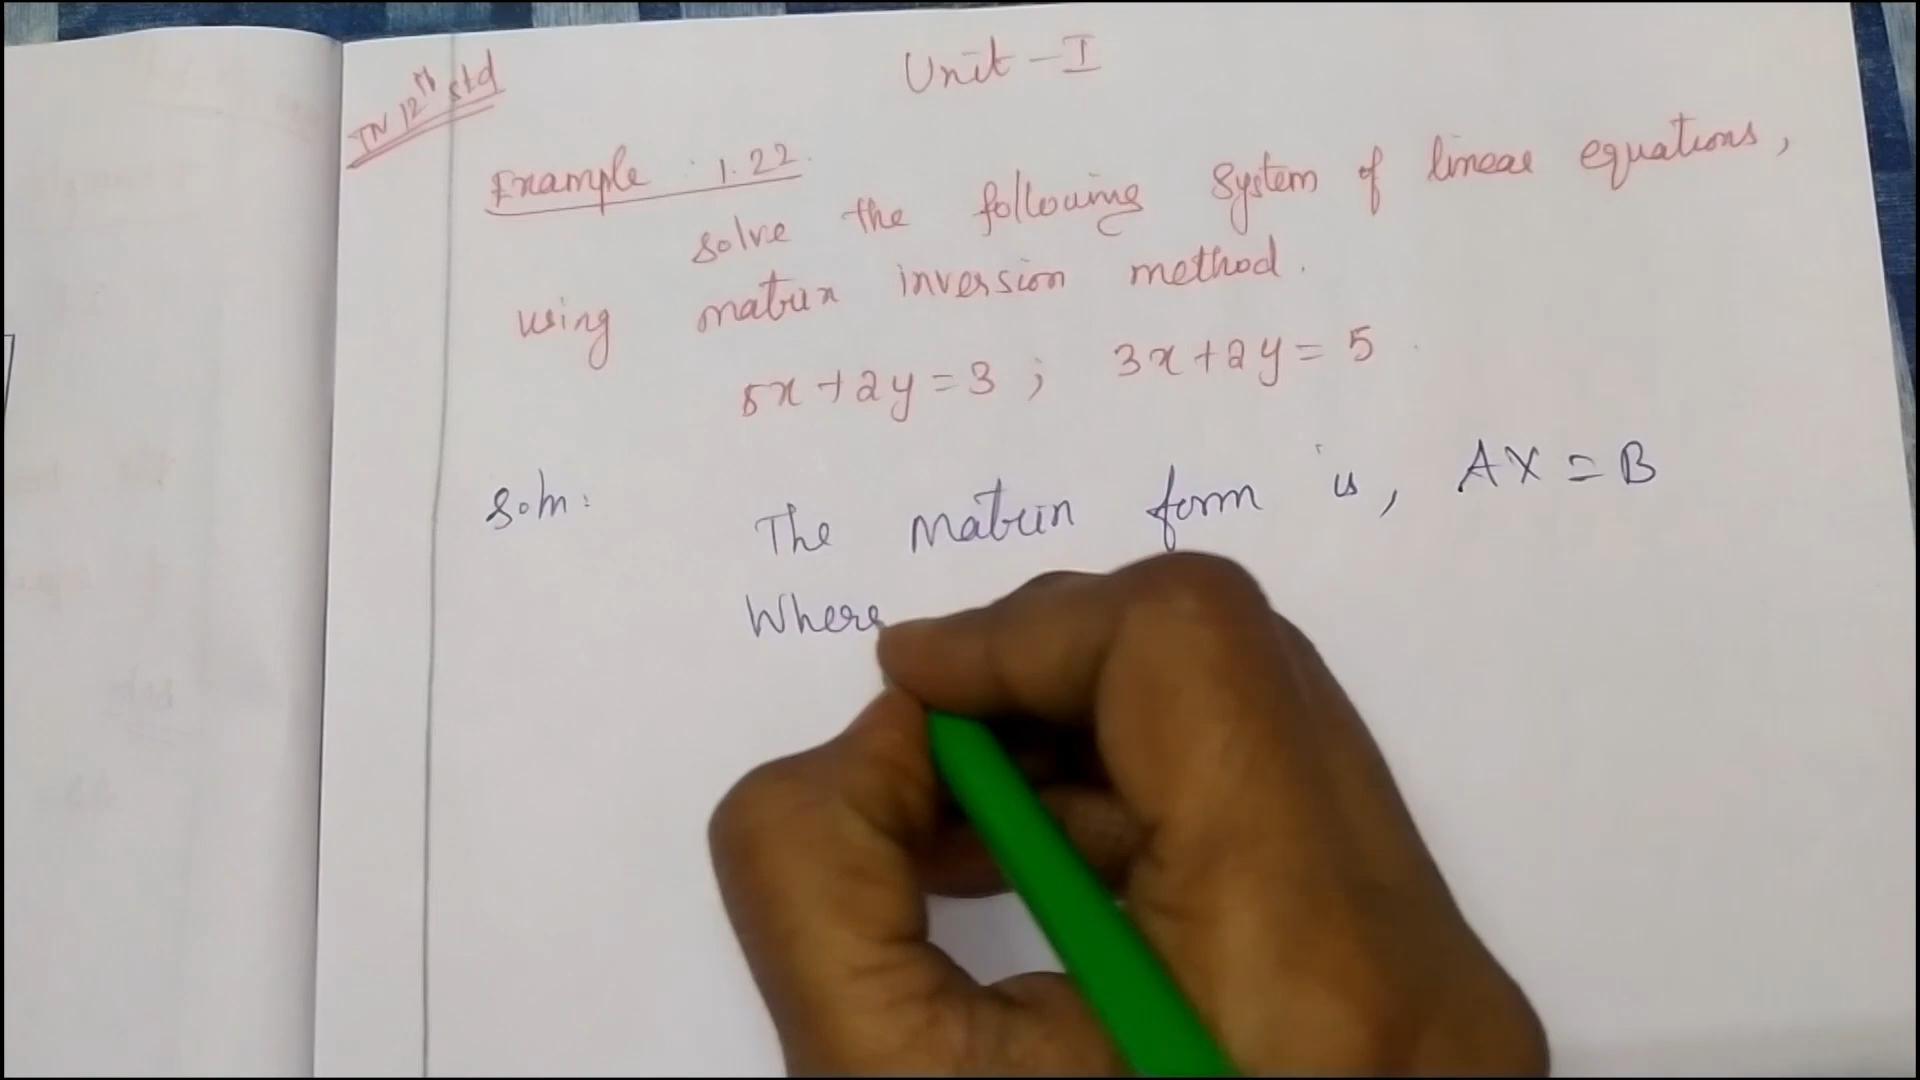 TN 12th std
Unit - I
Example : 1.22.
solve the following system of linear equations,
using matrix inversion method.
5x+2y=3 ; 3x+2y=5
Soln:
The Matrix form is, AX=B
Where